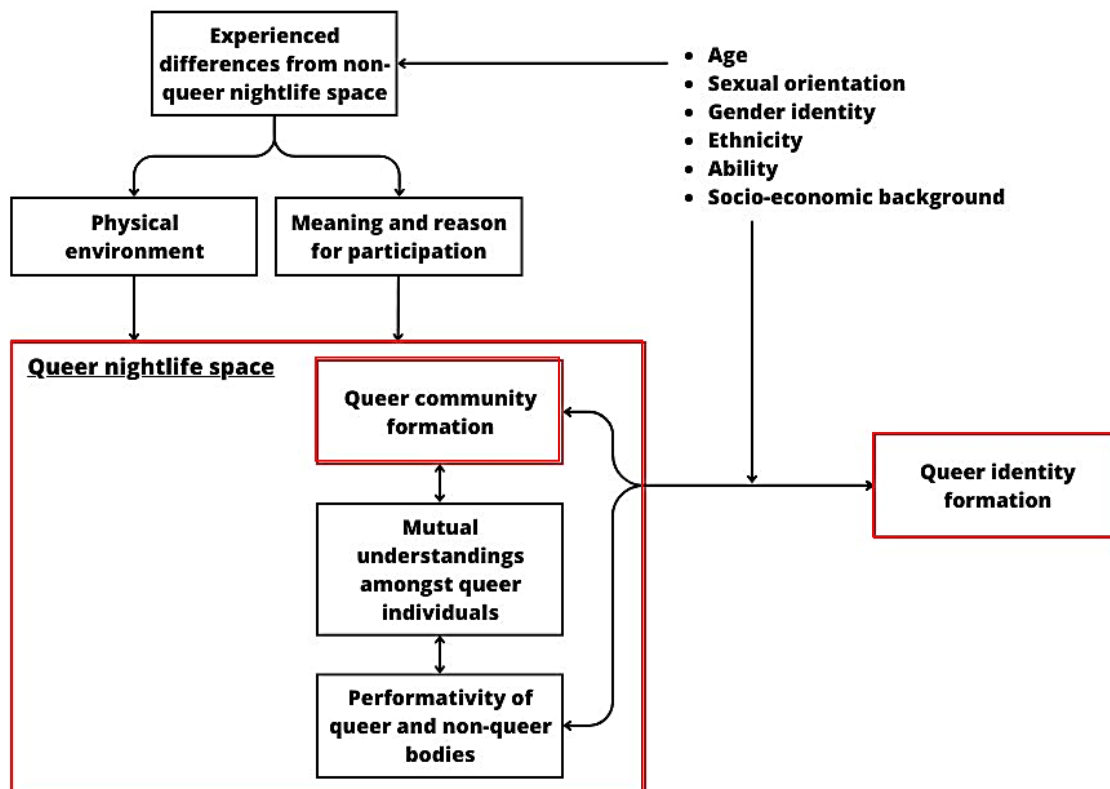 Experienced
differences from non-
queer nightlife space
• Age
• Sexual orientation
• Gender identity
• Ethnicity
• Ability
• Socio-economic background
Physical
environment
Meaning and reason
for participation
Queer nightlife space
Queer community
formation
Queer identity
formation
Mutual
understandings
amongst queer
individuals
Performativity of
queer and non-queer
bodies